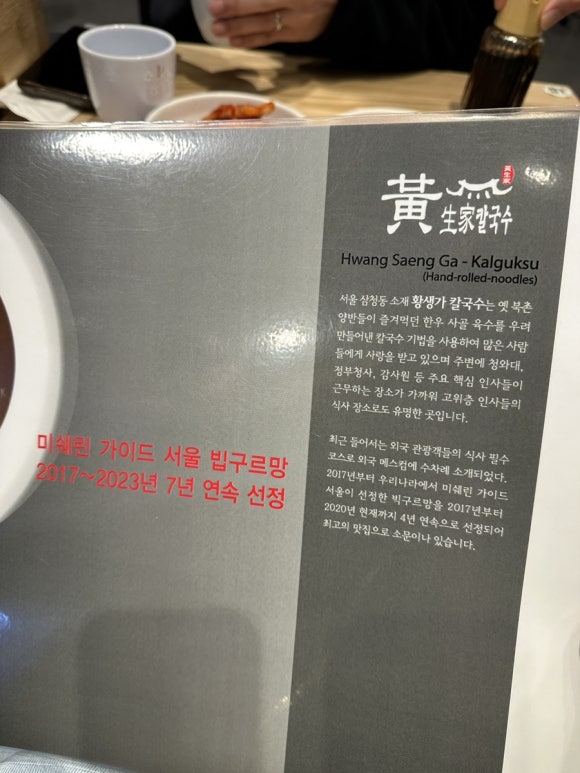 黃生家칼국수
黃生家
Hwang Saeng Ga - Kalguksu
(Hand-rolled-noodles)
서울 삼청동 소재 황생가 칼국수는 옛 북촌
양반들이 즐겨먹던 한우 사골 육수를 우려
만들어낸 칼국수 기법을 사용하여 많은 사람
들에게 사랑을 받고 있으며 주변에 청와대,
정부청사, 감사원 등 주요 핵심 인사들이
근무하는 장소가 가까워 고위층 인사들의
식사 장소로도 유명한 곳입니다.
최근 들어서는 외국 관광객들의 식사 필수
코스로 외국 메스컴에 수차례 소개되었다.
2017년부터 우리나라에서 미쉐린 가이드
서울이 선정한 빅구르망을 2017년부터
2020년 현재까지 4년 연속으로 선정되어
최고의 맛집으로 소문이나 있습니다.
미쉐린 가이드 서울 빕구르망
2017~2023년 7년 연속 선정